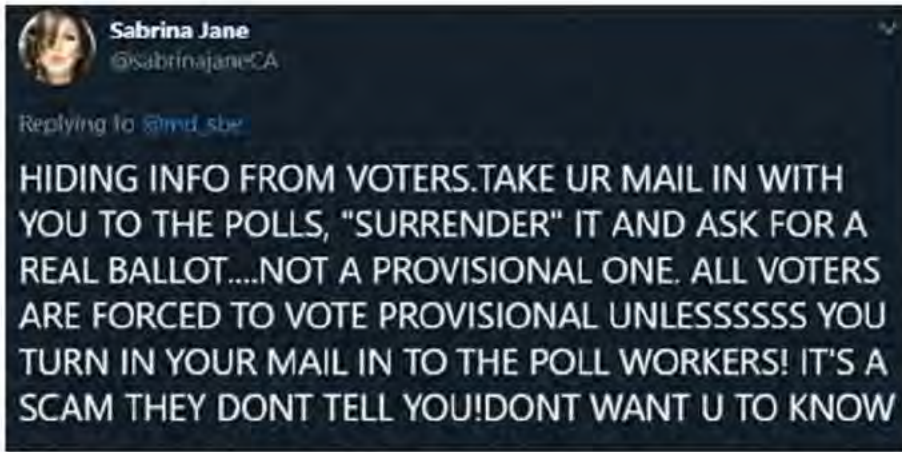 Sabrina Jane
@sabrinajaneCA
Replying to @md_sbe
HIDING INFO FROM VOTERS.TAKE UR MAIL IN WITH
YOU TO THE POLLS, "SURRENDER" IT AND ASK FOR A
REAL BALLOT....NOT A PROVISIONAL ONE. ALL VOTERS
ARE FORCED TO VOTE PROVISIONAL UNLESSSSSS YOU
TURN IN YOUR MAIL IN TO THE POLL WORKERS! IT'S A
SCAM THEY DONT TELL YOU!DONT WANT U TO KNOW